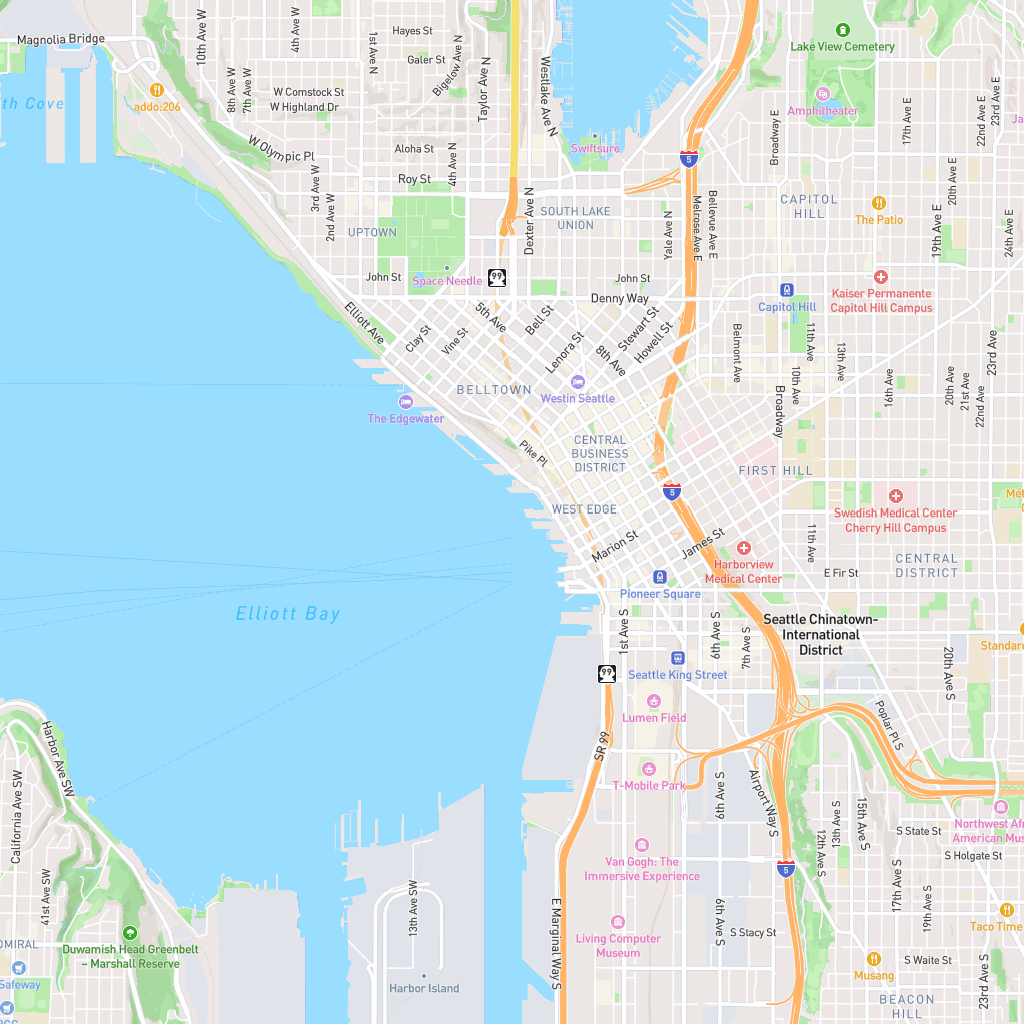 Magnolia Bridge
10th Ave W
4th Ave W
Hayes St
1st Ave N
Galer St
Bigelow Ave N
Taylor Ave N
Westlake Ave N
Lake View Cemetery
8th Ave W
7th Ave W
W Comstock St
W Highland Dr
addo:206
Amphitheater
17th Ave E
22nd Ave E
23rd Ave E
Broadway E
W Olympic Pl
Aloha St
Swiftsure
5
4th Ave N
Roy St
3rd Ave W
2nd Ave W
20th Ave E
CAPITOL
HILL
The Patio
19th Ave E
24th Ave E
UPTOWN
Dexter Ave N
SOUTH LAKE
UNION
Yale Ave N
Melrose Ave E
Bellevue Ave E
John St
Space Needle
99
John St
Denny Way
Capitol Hill
Kaiser Permanente
Capitol Hill Campus
Elliott Ave
5th Ave
Bell St
Clay St
Vine St
Lenora St
8th Ave
Stewart St
Howell St
Belmont Ave
11th Ave
13th Ave
10th Ave
16th Ave
23rd Ave
20th Ave
21st Ave
22nd Ave
BELLTOWN
Westin Seattle
The Edgewater
Broadway
Pike Pl
CENTRAL
BUSINESS
DISTRICT
FIRST HILL
5
WEST EDGE
Swedish Medical Center
Cherry Hill Campus
Marion St
James St
11th Ave
Harborview
Medical Center
E Fir St
CENTRAL
DISTRICT
Pioneer Square
Elliott Bay
1st Ave S
6th Ave S
7th Ave S
Seattle Chinatown-
International
District
Standard
20th Ave S
99
Seattle King Street
Lumen Field
Poplar Pl S
Harbor Ave SW
SR 99
T-Mobile Park
6th Ave S
Airport Way S
California Ave SW
15th Ave S
13th Ave S
12th Ave S
Northwest Afr
American Mus
S State St
S Holgate St
Van Gogh: The
Immersive Experience
5
41st Ave SW
13th Ave SW
E Marginal Way S
6th Ave S
17th Ave S
19th Ave S
Living Computer
Museum
S Stacy St
Taco Time
Duwamish Head Greenbelt
– Marshall Reserve
Safeway
Harbor Island
Musang
S Waite St
23rd Ave S
BEACON
HILL